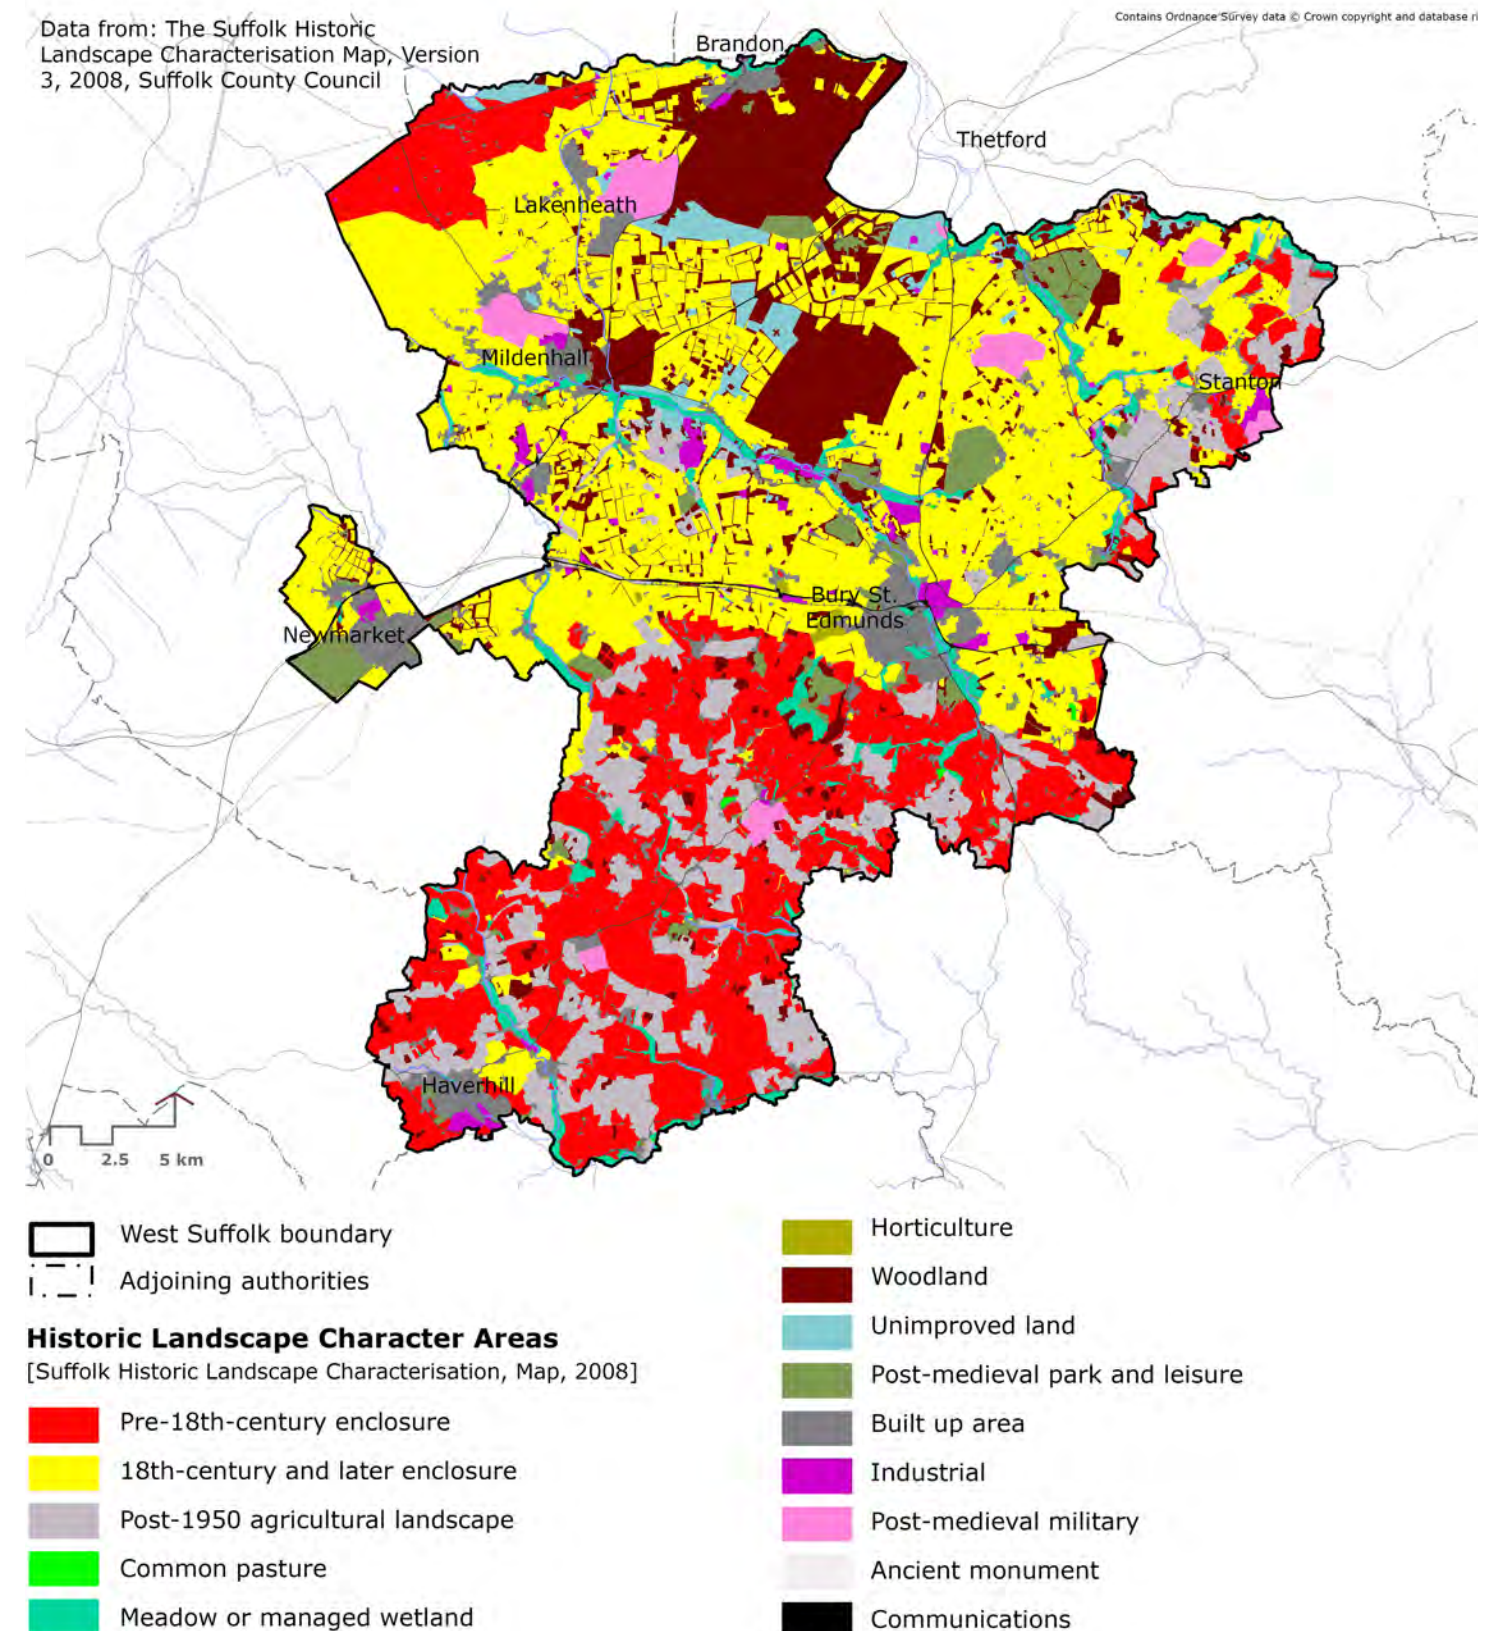 Data from: The Suffolk Historic
Landscape Characterisation Map, Version
3, 2008, Suffolk County Council
Contains Ordnance Survey data © Crown copyright and database ri
Brandon
Thetford
Lakenheath
Mildenhall
Stanton
Bury St.
Edmunds
Newmarket
Haverhill
0 2.5 5 km
West Suffolk boundary
Adjoining authorities
Historic Landscape Character Areas
[Suffolk Historic Landscape Characterisation, Map, 2008]
Pre-18th-century enclosure
18th-century and later enclosure
Post-1950 agricultural landscape
Common pasture
Meadow or managed wetland
Horticulture
Woodland
Unimproved land
Post-medieval park and leisure
Built up area
Industrial
Post-medieval military
Ancient monument
Communications